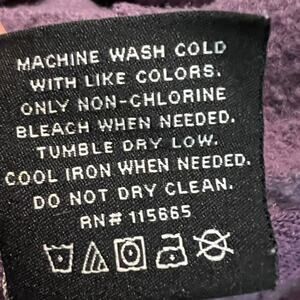 MACHINE WASH COLD
WITH LIKE COLORS.
ONLY NON-CHLORINE
BLEACH WHEN NEEDED.
TUMBLE DRY LOW.
COOL IRON WHEN NEEDED.
DO NOT DRY CLEAN.
RN# 115665